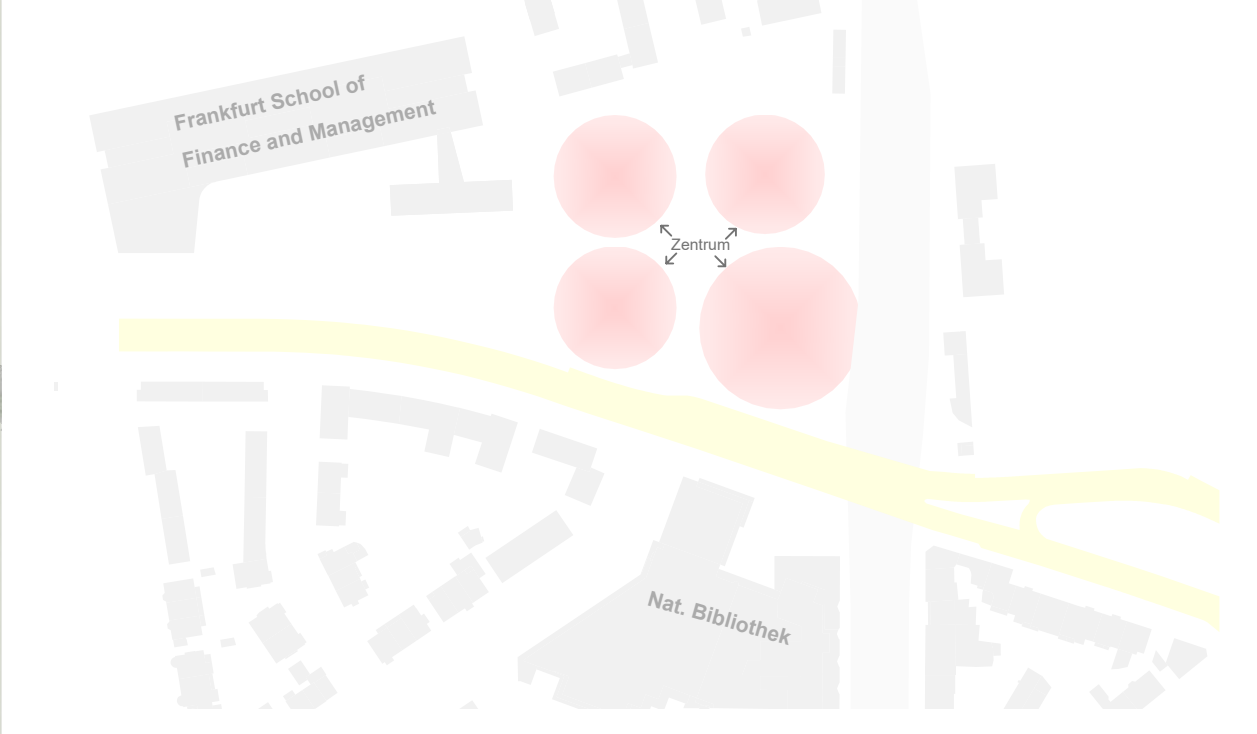 Frankfurt School of
Finance and Management
Zentrum
Nat. Bibliothek